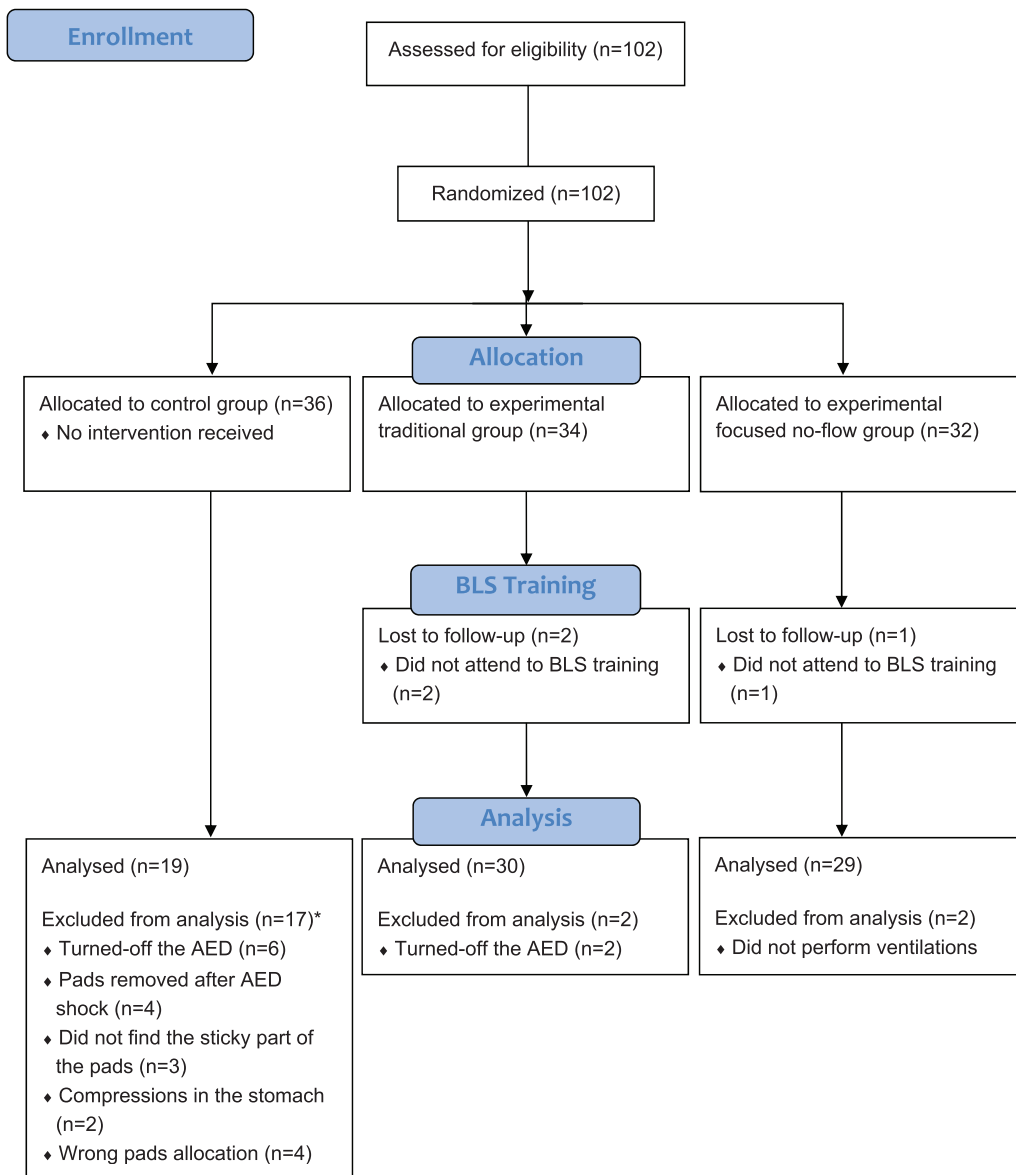 Enrollment
Assessed for eligibility (n=102)
Randomized (n=102)
Allocation
Allocated to control group (n=36)
♦ No intervention received
Allocated to experimental
traditional group (n=34)
Allocated to experimental
focused no-flow group (n=32)
BLS Training
Lost to follow-up (n=2)
♦ Did not attend to BLS training
(n=2)
Lost to follow-up (n=1)
♦ Did not attend to BLS training
(n=1)
Analysis
Analysed (n=19)
Excluded from analysis (n=17)*
♦ Turned-off the AED (n=6)
♦ Pads removed after AED
shock (n=4)
♦ Did not find the sticky part of
the pads (n=3)
♦ Compressions in the stomach
(n=2)
♦ Wrong pads allocation (n=4)
Analysed (n=30)
Excluded from analysis (n=2)
♦ Turned-off the AED (n=2)
Analysed (n=29)
Excluded from analysis (n=2)
♦ Did not perform ventilations